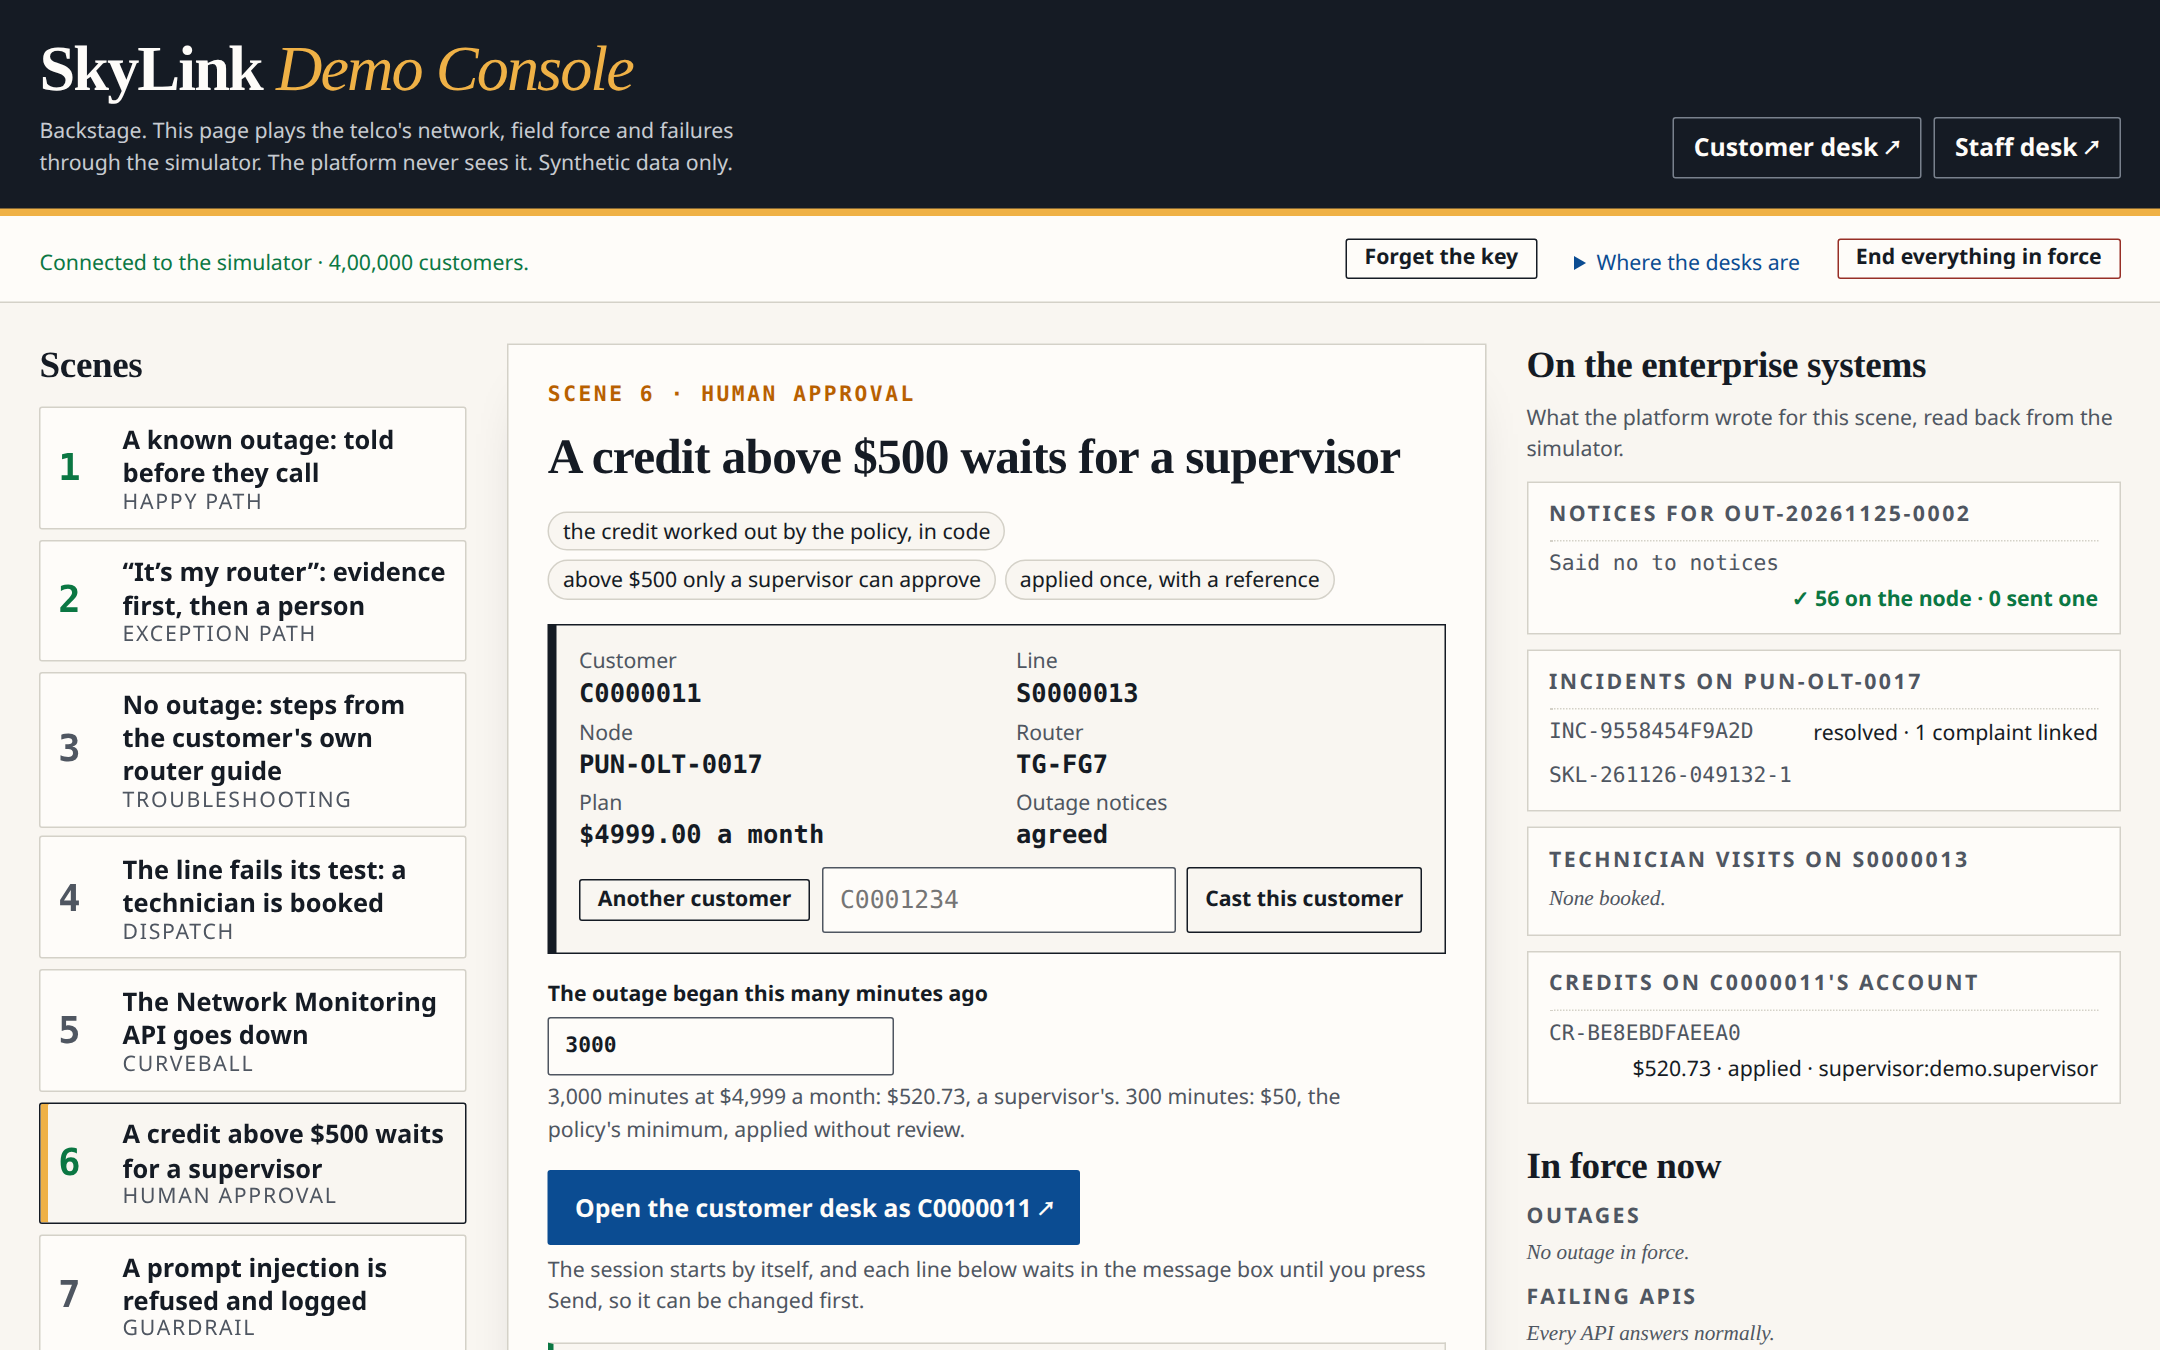 SkyLink Demo Console
Backstage. This page plays the telco's network, field force and failures
through the simulator. The platform never sees it. Synthetic data only.
Customer desk ↗
Staff desk ↗
Connected to the simulator · 4,00,000 customers.
Forget the key
▶ Where the desks are
End everything in force
Scenes
1
A known outage: told
before they call
HAPPY PATH
2
“It’s my router”: evidence
first, then a person
EXCEPTION PATH
3
No outage: steps from
the customer's own
router guide
TROUBLESHOOTING
4
The line fails its test: a
technician is booked
DISPATCH
5
The Network Monitoring
API goes down
CURVEBALL
6
A credit above $500 waits
for a supervisor
HUMAN APPROVAL
7
A prompt injection is
refused and logged
GUARDRAIL
SCENE 6 · HUMAN APPROVAL
A credit above $500 waits for a supervisor
the credit worked out by the policy, in code
above $500 only a supervisor can approve
applied once, with a reference
Customer
C0000011
Line
S0000013
Node
PUN-OLT-0017
Router
TG-FG7
Plan
$4999.00 a month
Outage notices
agreed
Another customer
C0001234
Cast this customer
The outage began this many minutes ago
3000
3,000 minutes at $4,999 a month: $520.73, a supervisor's. 300 minutes: $50, the
policy's minimum, applied without review.
Open the customer desk as C0000011 ↗
The session starts by itself, and each line below waits in the message box until you press
Send, so it can be changed first.
On the enterprise systems
What the platform wrote for this scene, read back from the
simulator.
NOTICES FOR OUT-20261125-0002
Said no to notices
✓ 56 on the node · 0 sent one
INCIDENTS ON PUN-OLT-0017
INC-9558454F9A2D
resolved · 1 complaint linked
SKL-261126-049132-1
TECHNICIAN VISITS ON S0000013
None booked.
CREDITS ON C0000011'S ACCOUNT
CR-BE8EBDFAEEA0
$520.73 · applied · supervisor:demo.supervisor
In force now
OUTAGES
No outage in force.
FAILING APIS
Every API answers normally.